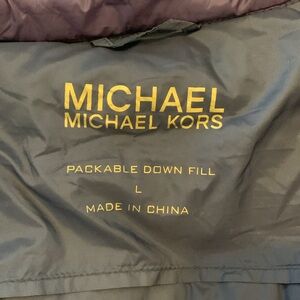 MICHAEL
MICHAEL KORS
PACKABLE DOWN FILL
L
MADE IN CHINA